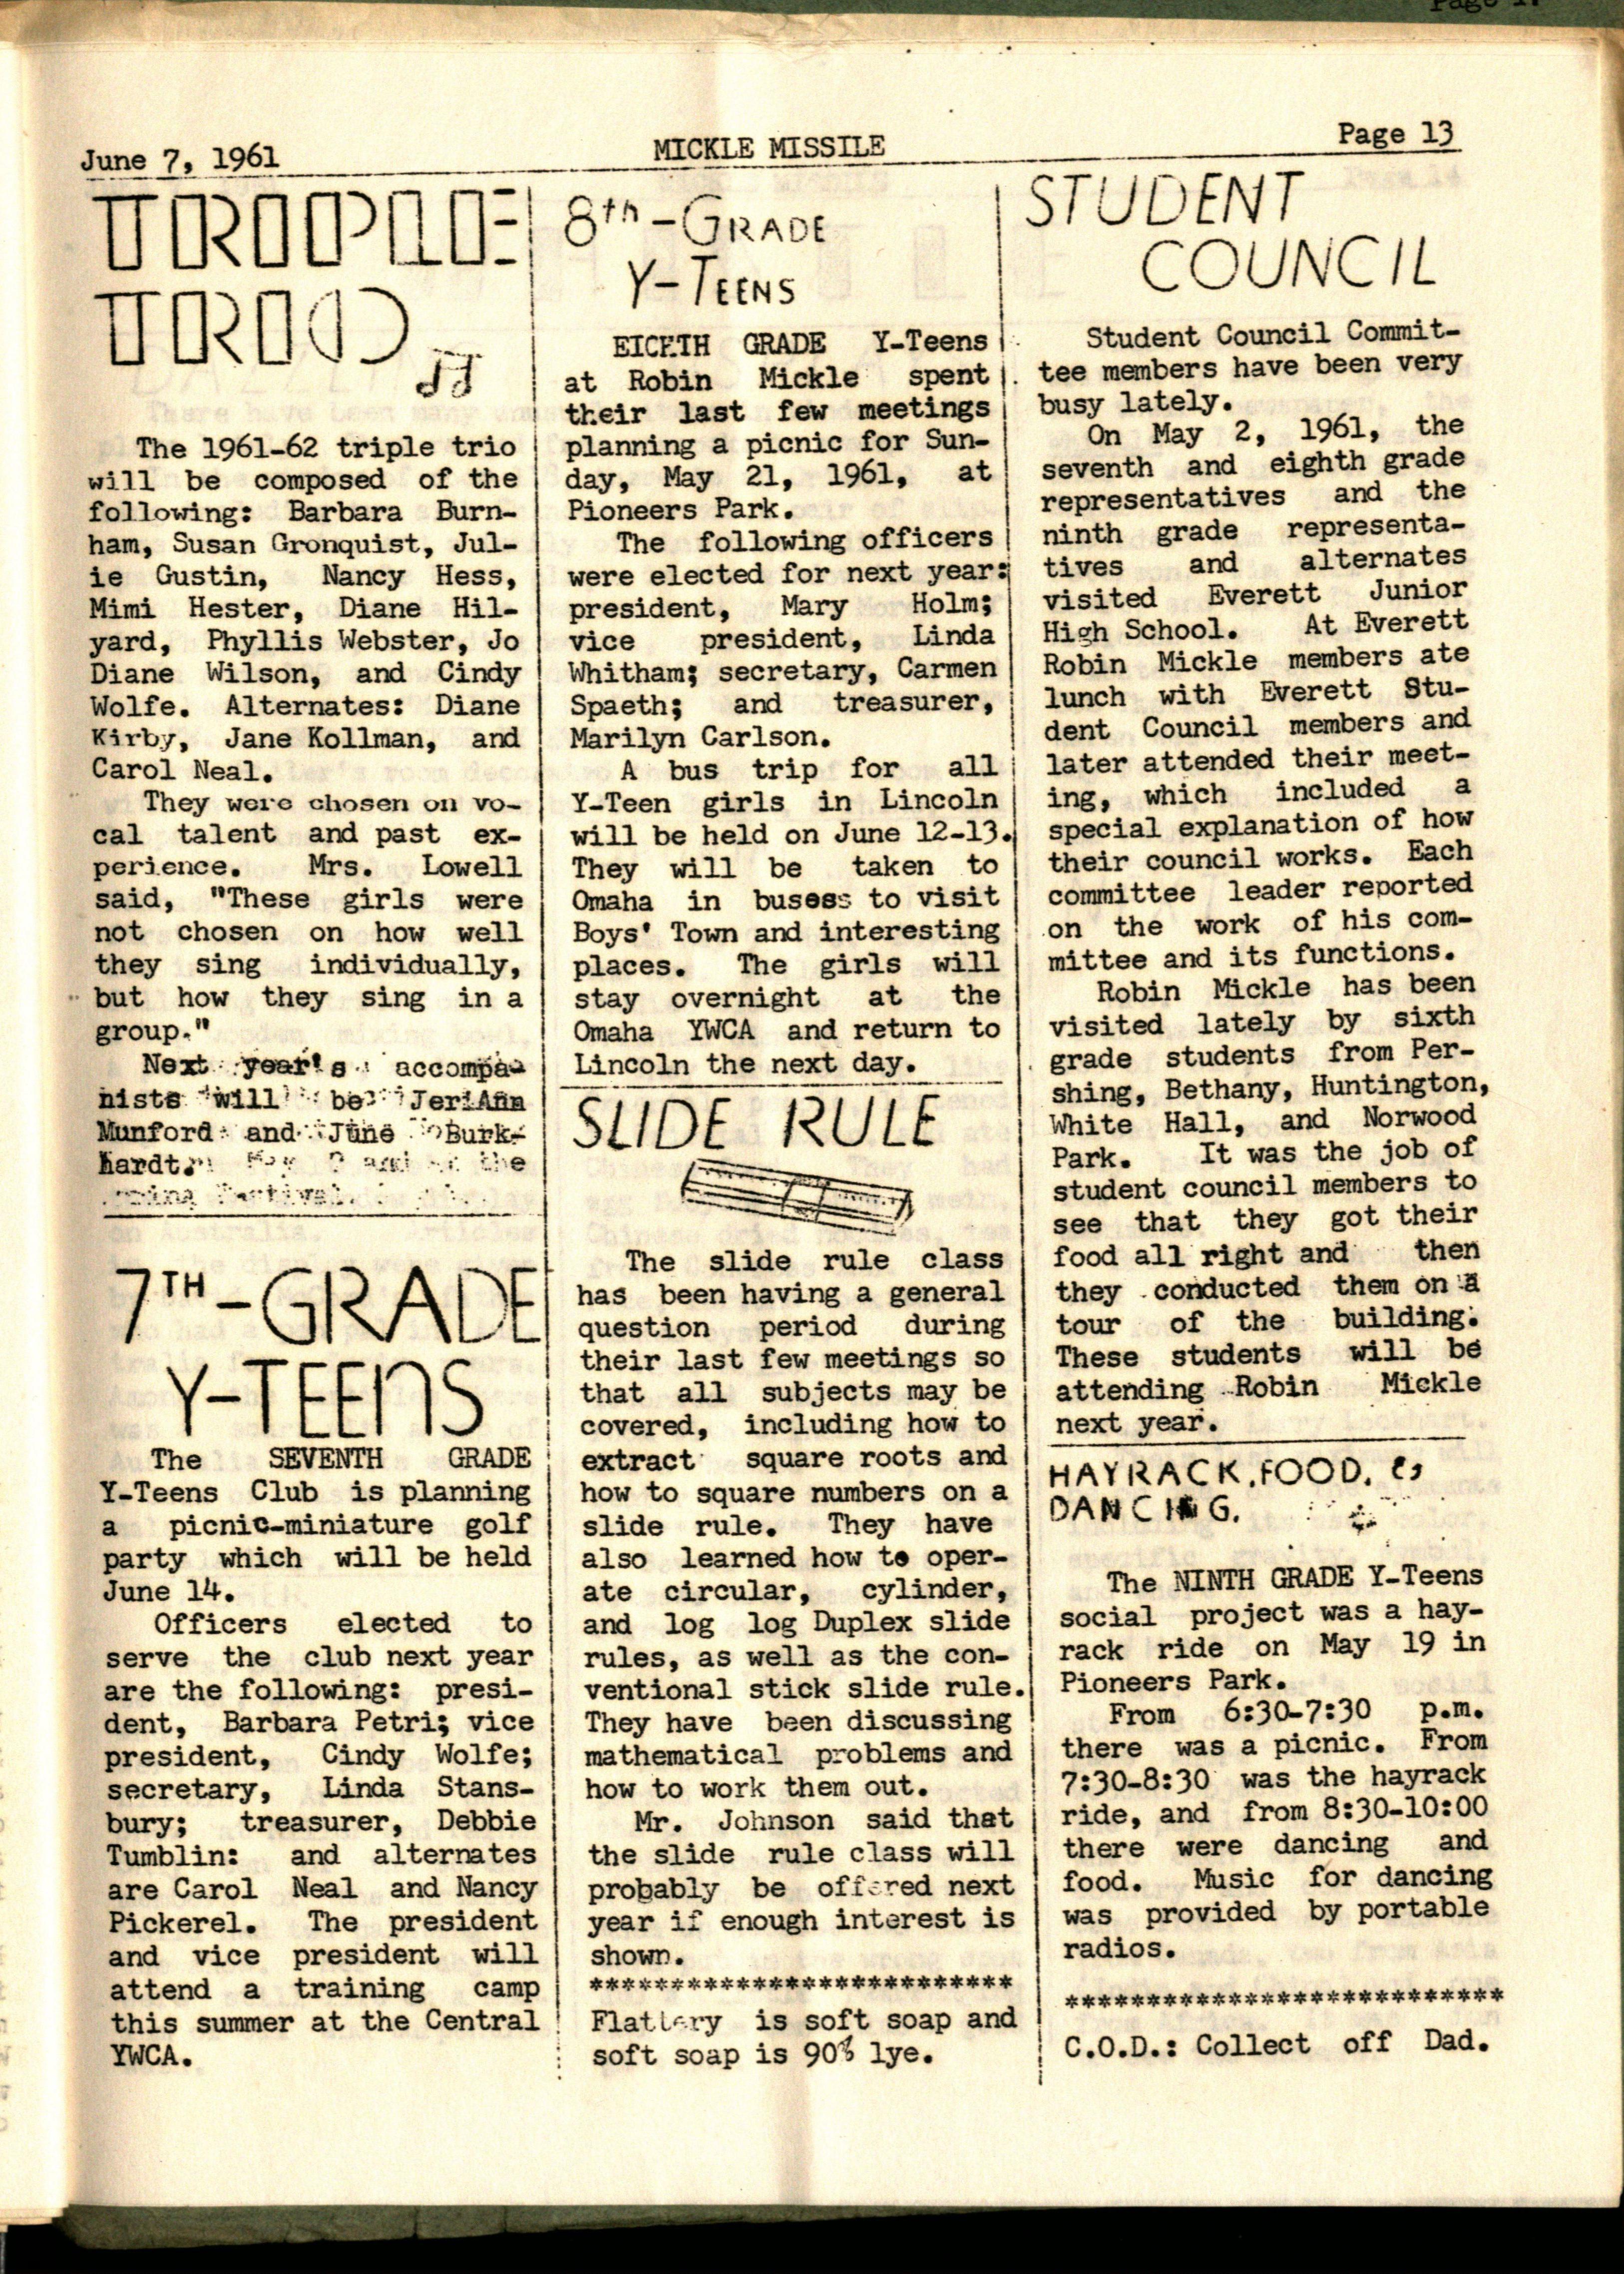 June 7, 1961
MICKLE MISSILE
Page 13
TRIPLE
TRIO
The 1961-62 triple trio
will be composed of the
following: Barbara Burn-
ham, Susan Gronquist, Jul-
ie Gustin, Nancy Hess,
Mimi Hester, Diane Hil-
yard, Phyllis Webster, Jo
Diane Wilson, and Cindy
Wolfe. Alternates: Diane
Kirby, Jane Kollman, and
Carol Neal.
They were chosen on vo-
cal talent and past ex-
perience. Mrs. Lowell
said, "These girls were
not chosen on how well
they sing individually,
but how they sing in a
group."
Next year's accompa-
nists will be JeriAnn
Munford and June Burk-
hardt.
7TH-GRADE
Y-TEENS
The SEVENTH GRADE
Y-Teens Club is planning
a picnic-miniature golf
party which will be held
June 14.
Officers elected to
serve the club next year
are the following: presi-
dent, Barbara Petri; vice
president, Cindy Wolfe;
secretary, Linda Stans-
bury; treasurer, Debbie
Tumblin: and alternates
are Carol Neal and Nancy
Pickerel. The president
and vice president will
attend a training camp
this summer at the Central
YWCA.
8th-GRADE
Y-TEENS
EIGHTH GRADE Y-Teens
at Robin Mickle spent
their last few meetings
planning a picnic for Sun-
day, May 21, 1961, at
Pioneers Park.
The following officers
were elected for next year:
president, Mary Holm;
vice president, Linda
Whitham; secretary, Carmen
Spaeth; and treasurer,
Marilyn Carlson.
A bus trip for all
Y-Teen girls in Lincoln
will be held on June 12-13.
They will be taken to
Omaha in busess to visit
Boys' Town and interesting
places. The girls will
stay overnight at the
Omaha YWCA and return to
Lincoln the next day.
SLIDE RULE
The slide rule class
has been having a general
question period during
their last few meetings so
that all subjects may be
covered, including how to
extract square roots and
how to square numbers on a
slide rule. They have
also learned how to oper-
ate circular, cylinder,
and log log Duplex slide
rules, as well as the con-
ventional stick slide rule.
They have been discussing
mathematical problems and
how to work them out.
Mr. Johnson said that
the slide rule class will
probably be offered next
year if enough interest is
shown.
**************************
Flattery is soft soap and
soft soap is 90% lye.
STUDENT
COUNCIL
Student Council Commit-
tee members have been very
busy lately.
On May 2, 1961, the
seventh and eighth grade
representatives and the
ninth grade representa-
tives and alternates
visited Everett Junior
High School. At Everett
Robin Mickle members ate
lunch with Everett Stu-
dent Council members and
later attended their meet-
ing, which included a
special explanation of how
their council works. Each
committee leader reported
on the work of his com-
mittee and its functions.
Robin Mickle has been
visited lately by sixth
grade students from Per-
shing, Bethany, Huntington,
White Hall, and Norwood
Park. It was the job of
student council members to
see that they got their
food all right and then
they conducted them on a
tour of the building.
These students will be
attending Robin Mickle
next year.
HAYRACK, FOOD, &
DANCING.
The NINTH GRADE Y-Teens
social project was a hay-
rack ride on May 19 in
Pioneers Park.
From 6:30-7:30 p.m.
there was a picnic. From
7:30-8:30 was the hayrack
ride, and from 8:30-10:00
there were dancing and
food. Music for dancing
was provided by portable
radios.
***************************
C.O.D.: Collect off Dad.